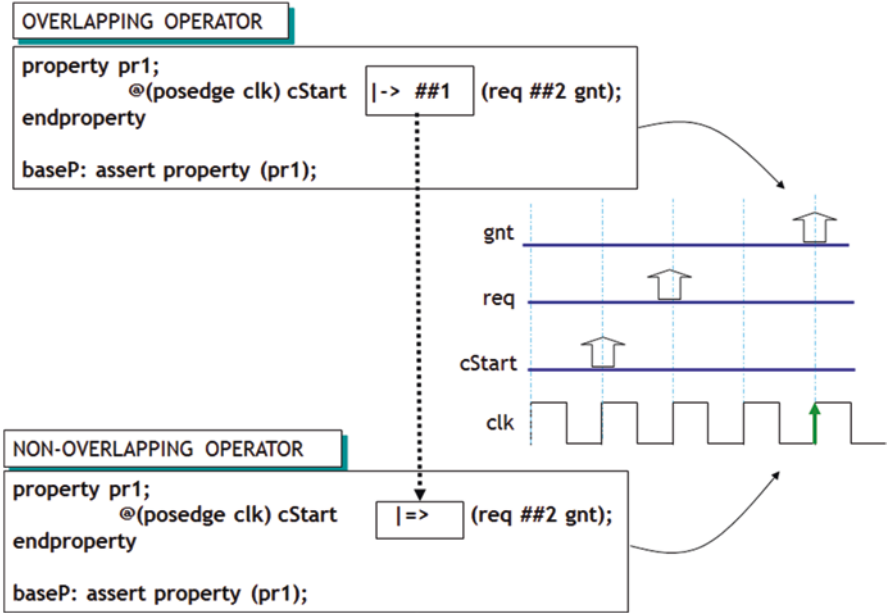 OVERLAPPING OPERATOR
property pr1;
@(posedge clk) cStart |-> ##1 (req ##2 gnt);
endproperty
baseP: assert property (pr1);
gnt
req
cStart
clk
NON-OVERLAPPING OPERATOR
property pr1;
@(posedge clk) cStart |=> (req ##2 gnt);
endproperty
baseP: assert property (pr1);